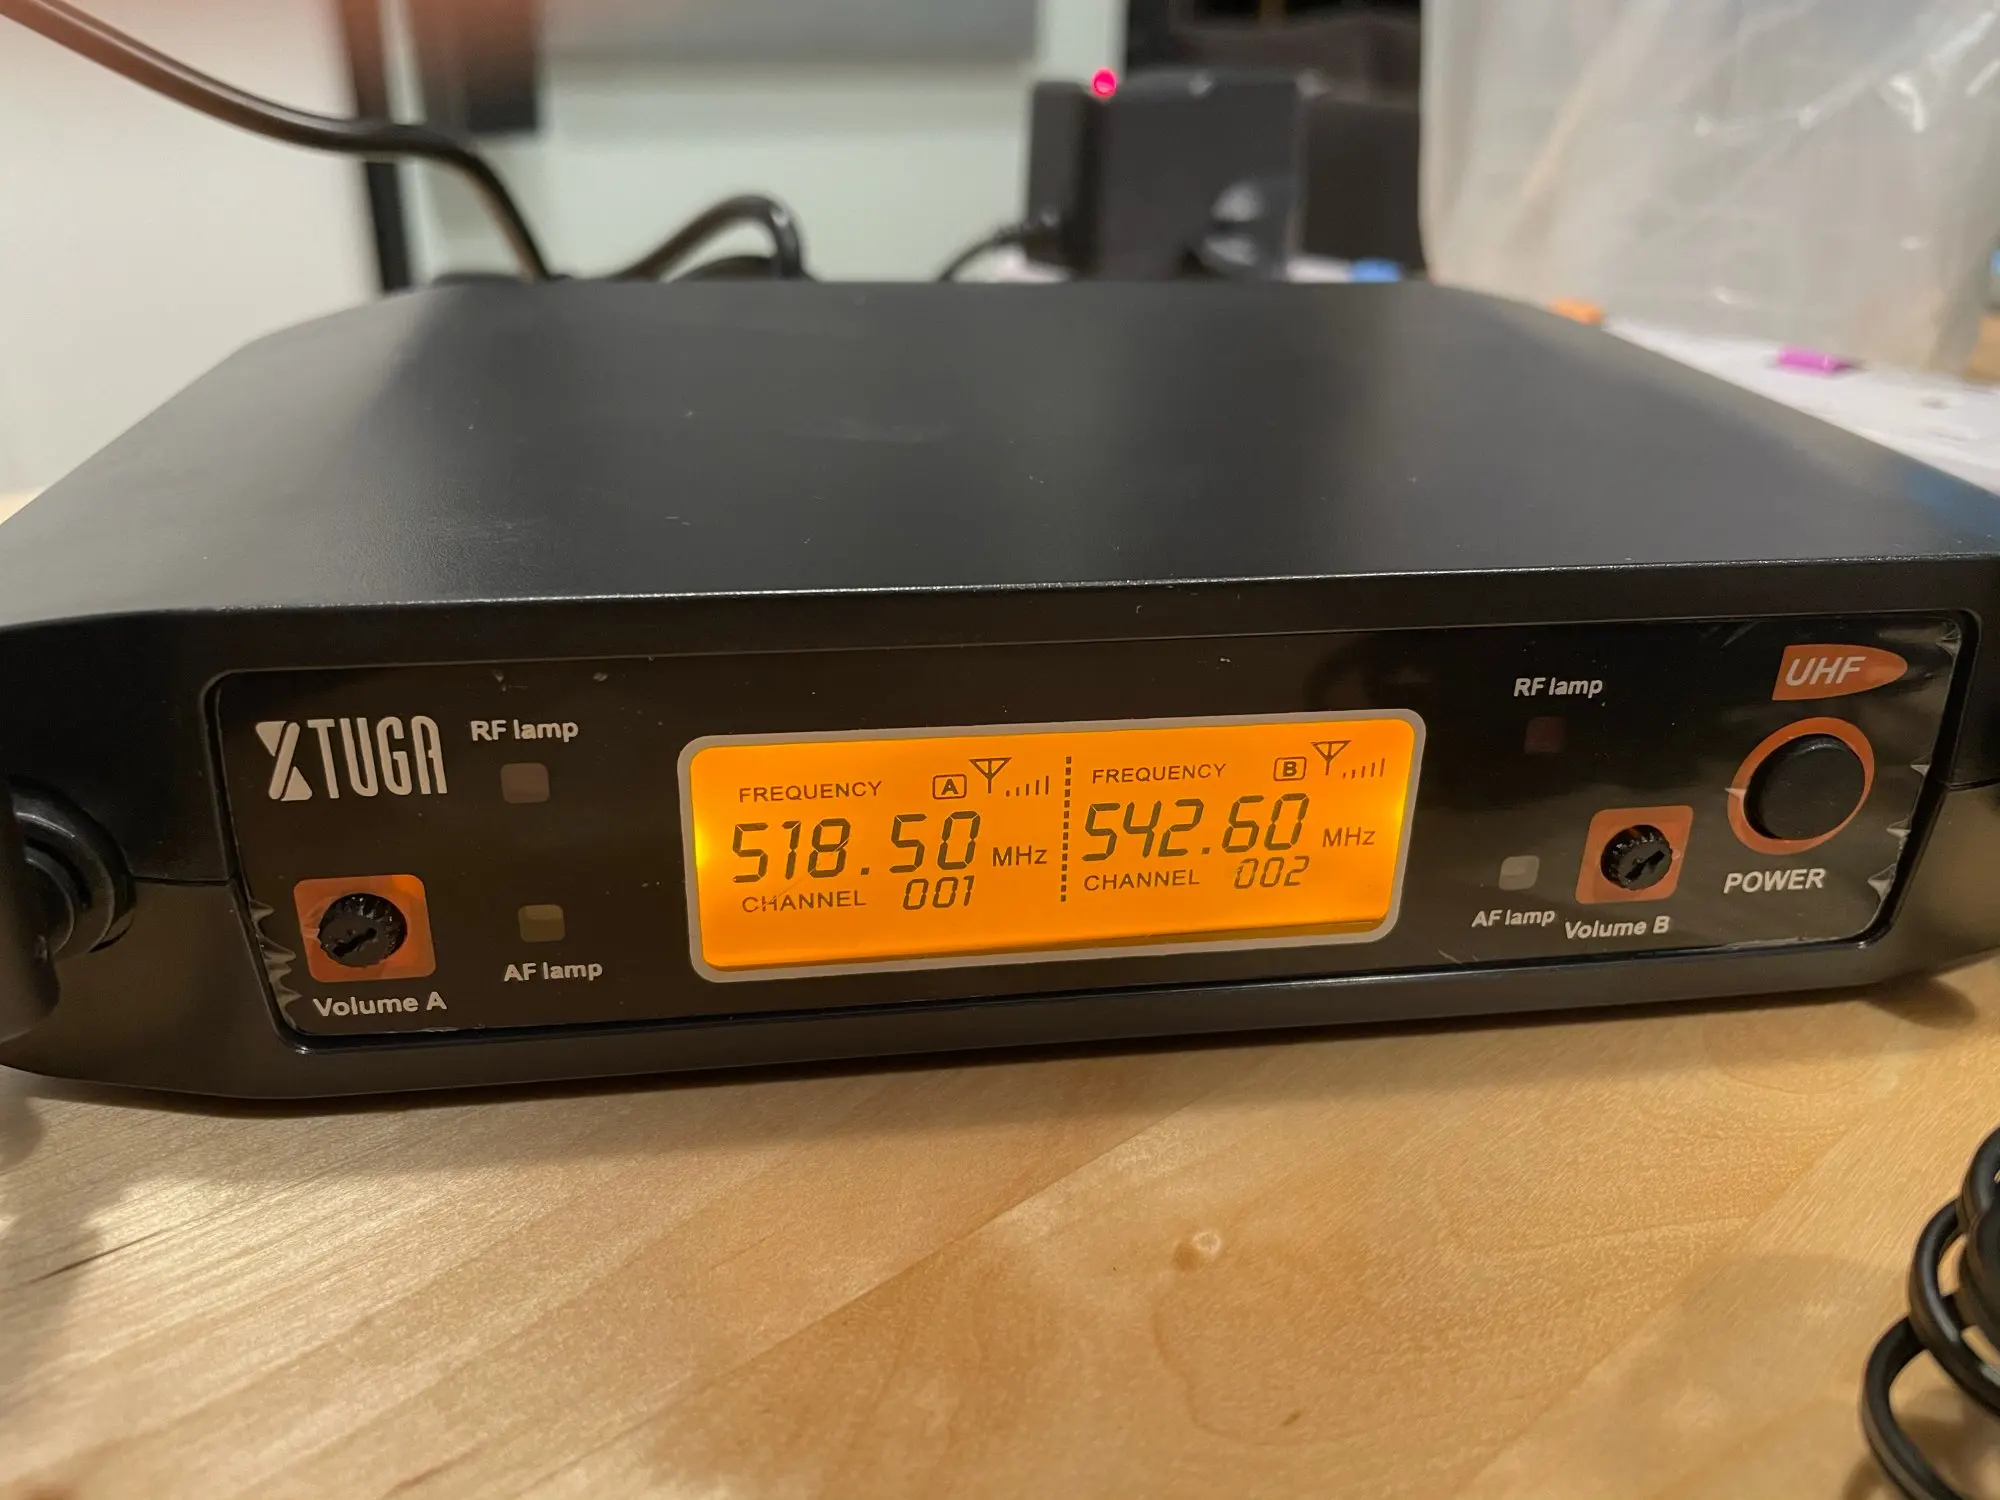 XTUGA
RF lamp
AF lamp
Volume A
FREQUENCY A
518.50 MHz
CHANNEL 001
FREQUENCY B
542.60 MHz
CHANNEL 002
RF lamp
AF lamp
Volume B
UHF
POWER